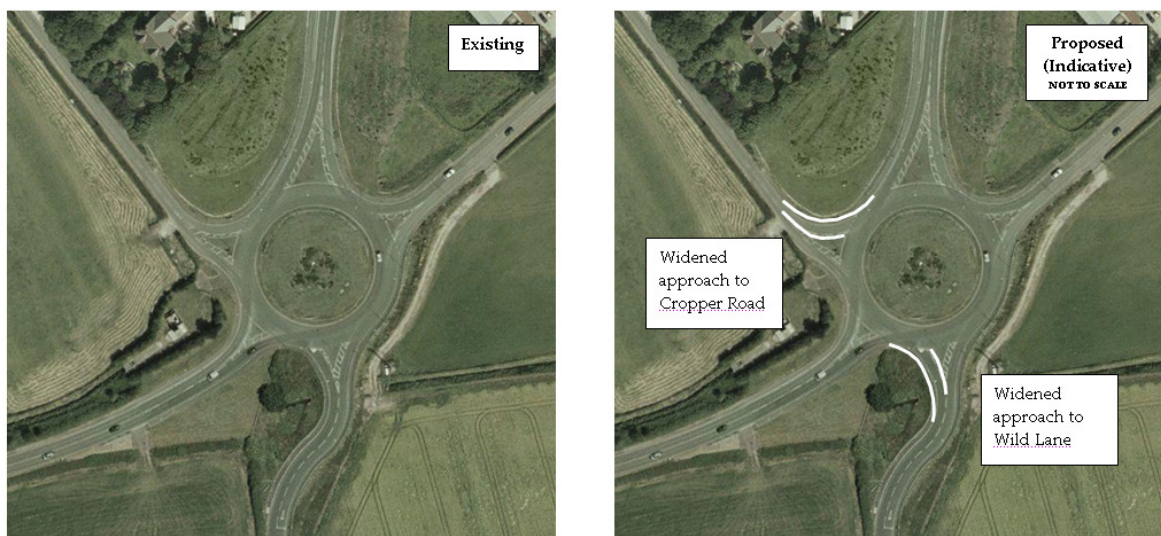 Existing
Proposed
(Indicative)
NOT TO SCALE
Widened
approach to
Cropper Road
Widened
approach to
Wild Lane